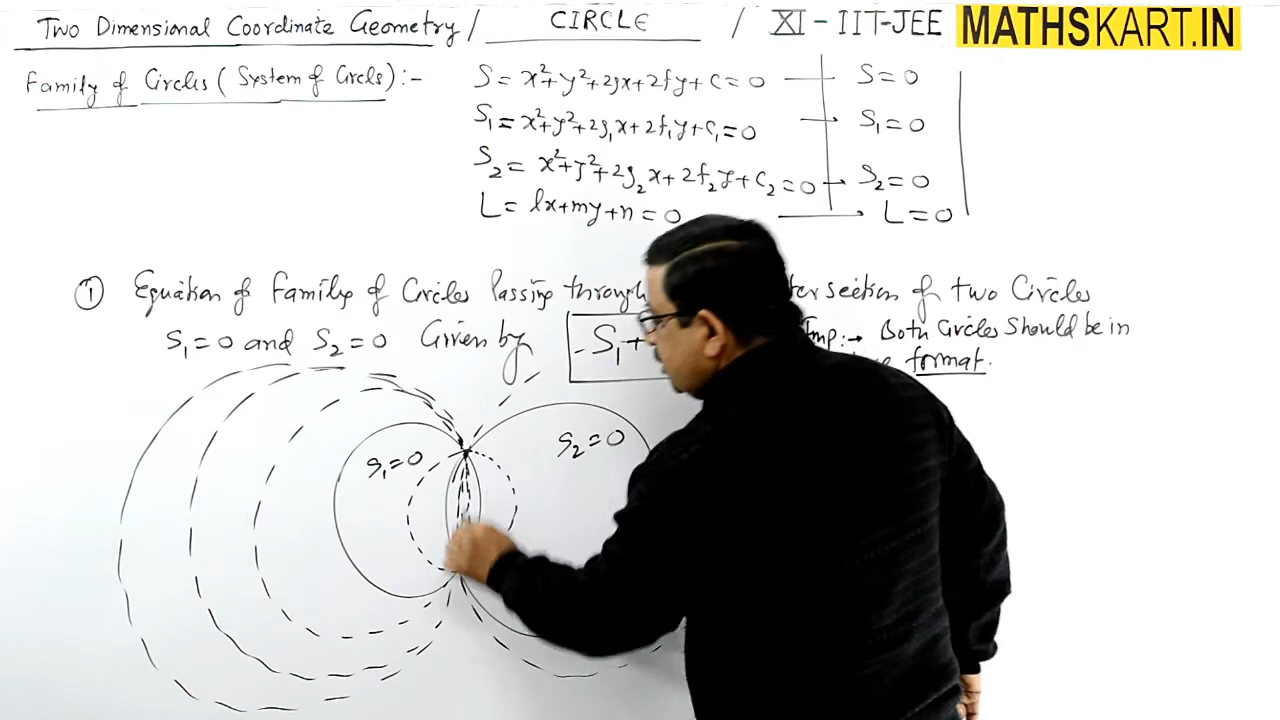 Two Dimensional Coordinate Geometry / CIRCLE / XI - IIT-JEE MATHSKART.IN
Family of Circles (System of Circls) :-
S = x²+y²+2gx+2fy+c=0 → S=0
S₁ = x²+y²+2g₁x+2f₁y+c₁=0 → S₁=0
S₂ = x²+y²+2g₂x+2f₂y+c₂=0 → S₂=0
L = lx+my+n=0 → L=0
① Equation of Family of Circles Passing through tersection of two Circles
S₁=0 and S₂=0 Given by S₁+ Imp:→ Both Circles Should be in
format.
S₁=0
S₂=0